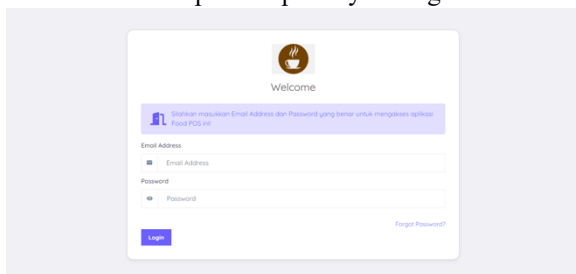 Welcome
Silahkan masukkan Email Address dan Password yang benar untuk mengakses aplikasi
Food POS ini!
Email Address
Email Address
Password
Password
Forgot Password?
Login